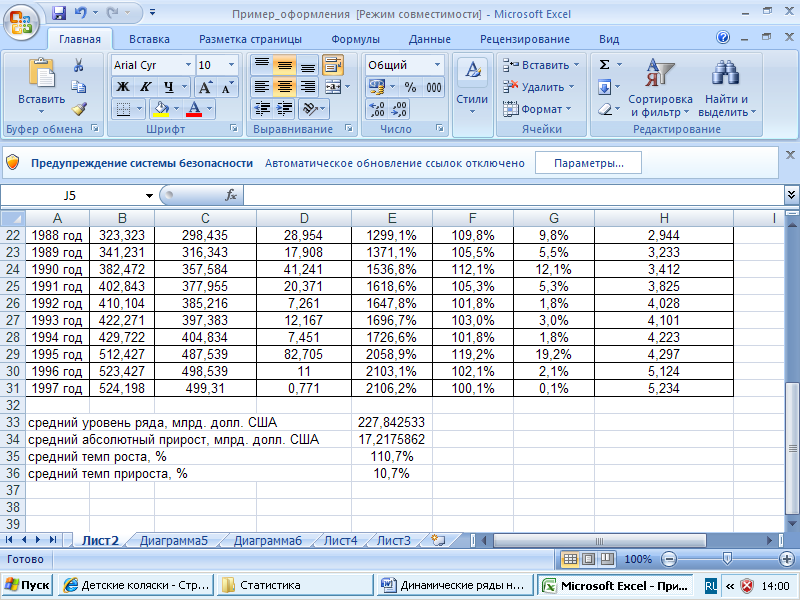 Пример_оформления [Режим совместимости] - Microsoft Excel
Главная Вставка Разметка страницы Формулы Данные Рецензирование Вид
Вставить
Буфер обмена
Arial Cyr 10
Ж К Ч А А
А
Шрифт
Выравнивание
Общий
% 000
Число
Стили
Вставить
Удалить
Формат
Ячейки
Σ
Сортировка и фильтр
Найти и выделить
Редактирование
Предупреждение системы безопасности Автоматическое обновление ссылок отключено Параметры...
J5 fx
A B C D E F G H I
22 1988 год 323,323 298,435 28,954 1299,1% 109,8% 9,8% 2,944
23 1989 год 341,231 316,343 17,908 1371,1% 105,5% 5,5% 3,233
24 1990 год 382,472 357,584 41,241 1536,8% 112,1% 12,1% 3,412
25 1991 год 402,843 377,955 20,371 1618,6% 105,3% 5,3% 3,825
26 1992 год 410,104 385,216 7,261 1647,8% 101,8% 1,8% 4,028
27 1993 год 422,271 397,383 12,167 1696,7% 103,0% 3,0% 4,101
28 1994 год 429,722 404,834 7,451 1726,6% 101,8% 1,8% 4,223
29 1995 год 512,427 487,539 82,705 2058,9% 119,2% 19,2% 4,297
30 1996 год 523,427 498,539 11 2103,1% 102,1% 2,1% 5,124
31 1997 год 524,198 499,31 0,771 2106,2% 100,1% 0,1% 5,234
32
33 средний уровень ряда, млрд. долл. США 227,842533
34 средний абсолютный прирост, млрд. долл. США 17,2175862
35 средний темп роста, % 110,7%
36 средний темп прироста, % 10,7%
37
38
39
Лист2 Диаграмма5 Диаграмма6 Лист4 Лист3
Готово 100%
Пуск Детские коляски - Стр... Статистика Динамические ряды н... Microsoft Excel - При... RL « 14:00